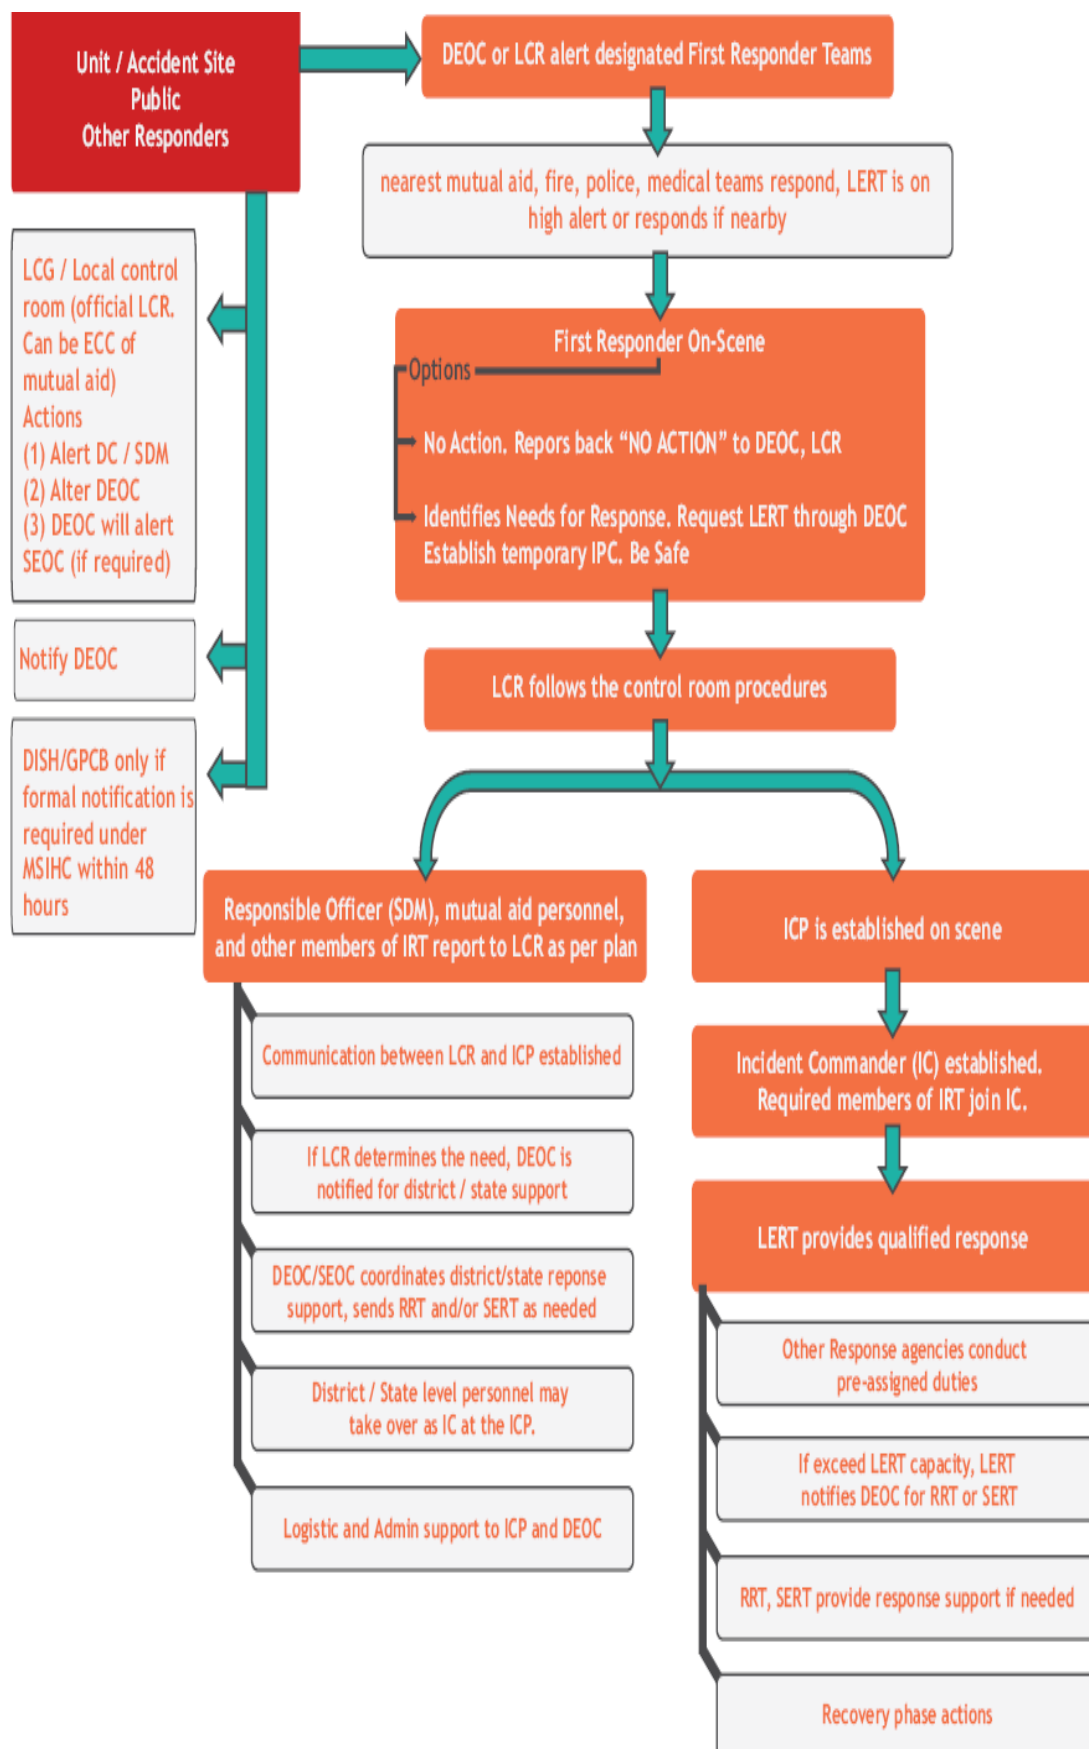 Unit / Accident Site
Public
Other Responders
DEOC or LCR alert designated First Responder Teams
nearest mutual aid, fire, police, medical teams respond, LERT is on
high alert or responds if nearby
LCG / Local control
room (official LCR.
Can be ECC of
mutual aid)
Actions
(1) Alert DC / SDM
(2) Alter DEOC
(3) DEOC will alert
SEOC (if required)
Notify DEOC
DISH/GPCB only if
formal notification is
required under
MSIHC within 48
hours
First Responder On-Scene
Options
No Action. Repors back “NO ACTION” to DEOC, LCR
Identifies Needs for Response. Request LERT through DEOC
Establish temporary IPC. Be Safe
LCR follows the control room procedures
Responsible Officer (SDM), mutual aid personnel,
and other members of IRT report to LCR as per plan
Communication between LCR and ICP established
If LCR determines the need, DEOC is
notified for district / state support
DEOC/SEOC coordinates district/state reponse
support, sends RRT and/or SERT as needed
District / State level personnel may
take over as IC at the ICP.
Logistic and Admin support to ICP and DEOC
ICP is established on scene
Incident Commander (IC) established.
Required members of IRT join IC.
LERT provides qualified response
Other Response agencies conduct
pre-assigned duties
If exceed LERT capacity, LERT
notifies DEOC for RRT or SERT
RRT, SERT provide response support if needed
Recovery phase actions